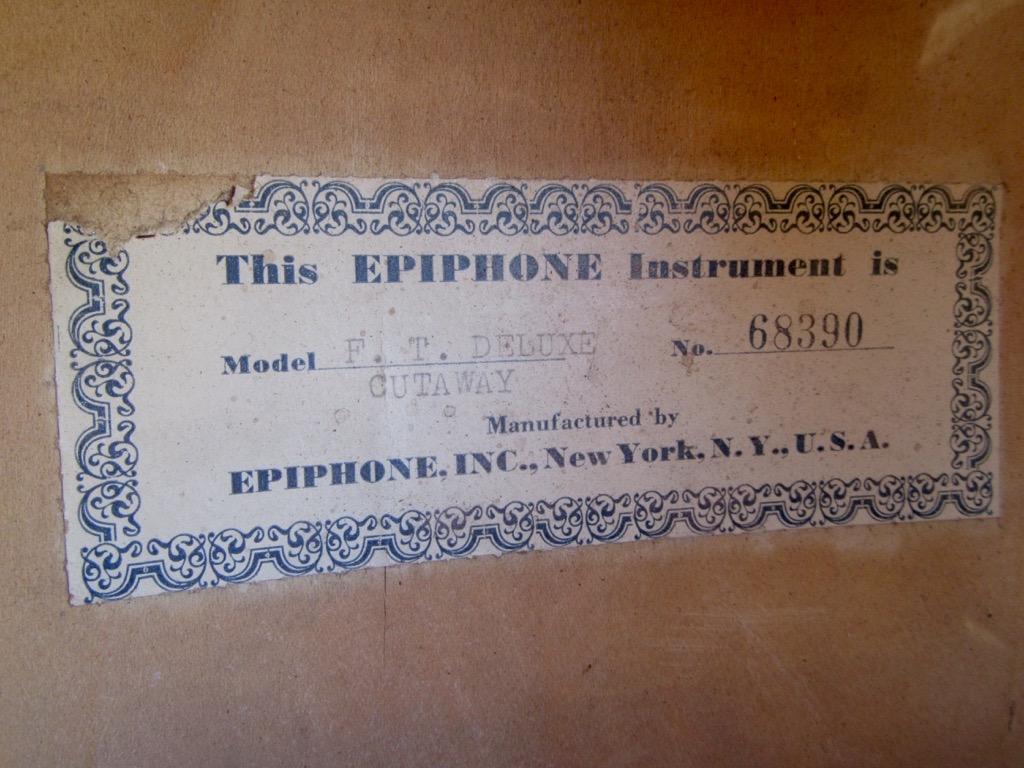 This EPIPHONE Instrument is
Model F. T. DELUXE No. 68390
CUTAWAY
Manufactured by
EPIPHONE, INC., New York, N. Y., U. S. A.